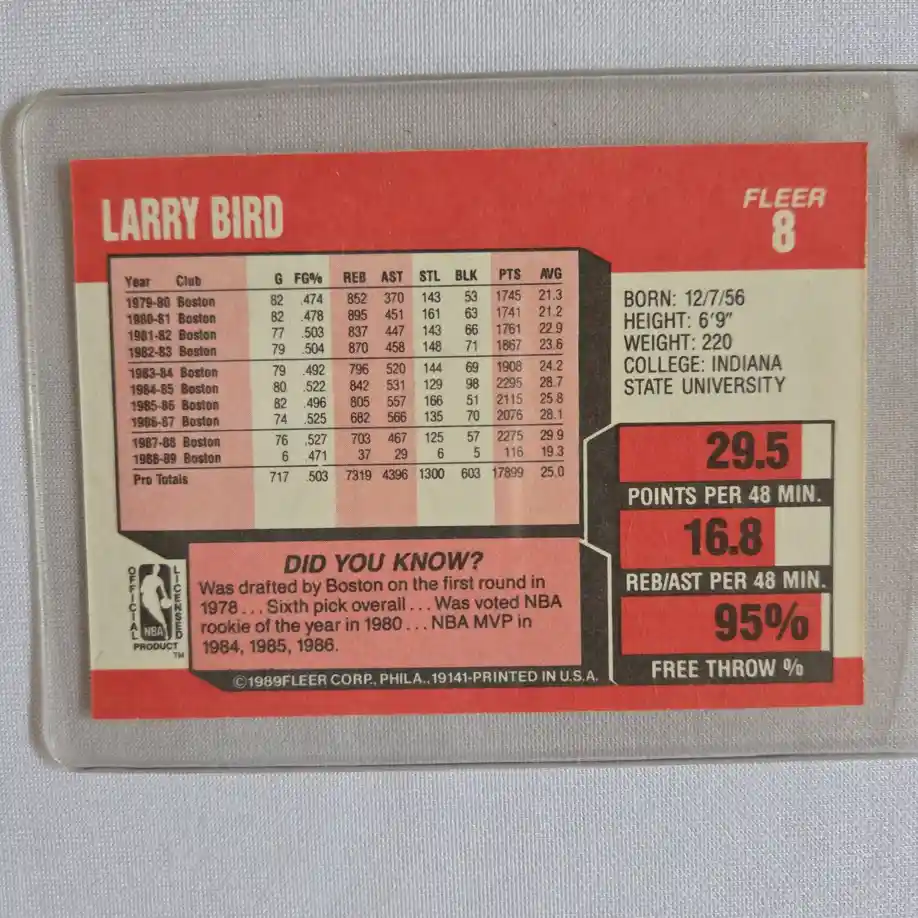 LARRY BIRD
FLEER
8
Year Club G FG% REB AST STL BLK PTS AVG
1979-80 Boston 82 .474 852 370 143 53 1745 21.3
1980-81 Boston 82 .478 895 451 161 63 1741 21.2
1981-82 Boston 77 .503 837 447 143 66 1761 22.9
1982-83 Boston 79 .504 870 458 148 71 1867 23.6
1983-84 Boston 79 .492 796 520 144 69 1908 24.2
1984-85 Boston 80 .522 842 531 129 98 2295 28.7
1985-86 Boston 82 .496 805 557 166 51 2115 25.8
1986-87 Boston 74 .525 682 566 135 70 2076 28.1
1987-88 Boston 76 .527 703 467 125 57 2275 29.9
1988-89 Boston 6 .471 37 29 6 5 116 19.3
Pro Totals 717 .503 7319 4396 1300 603 17899 25.0
BORN: 12/7/56
HEIGHT: 6'9"
WEIGHT: 220
COLLEGE: INDIANA
STATE UNIVERSITY
29.5
POINTS PER 48 MIN.
16.8
REB/AST PER 48 MIN.
95%
FREE THROW %
OFFICIAL
LICENSED
NBA
PRODUCT
TM
DID YOU KNOW?
Was drafted by Boston on the first round in
1978... Sixth pick overall... Was voted NBA
rookie of the year in 1980... NBA MVP in
1984, 1985, 1986.
©1989FLEER CORP., PHILA., 19141-PRINTED IN U.S.A.